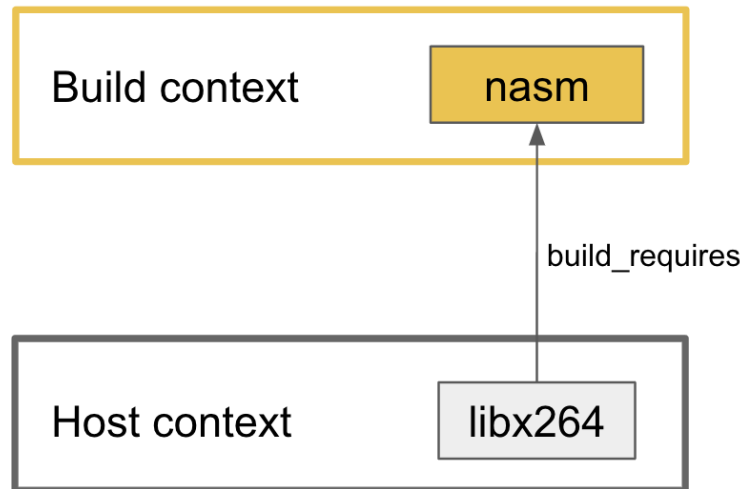 Build context
nasm
build_requires
Host context
libx264